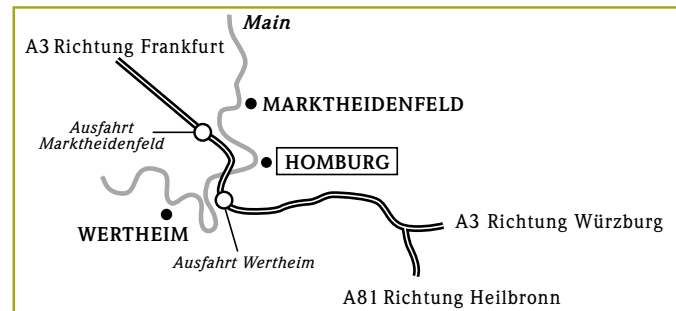 Main
A3 Richtung Frankfurt
MARKTHEIDENFELD
Ausfahrt
Marktheidenfeld
HOMBURG
WERTHEIM
A3 Richtung Würzburg
Ausfahrt Wertheim
A81 Richtung Heilbronn